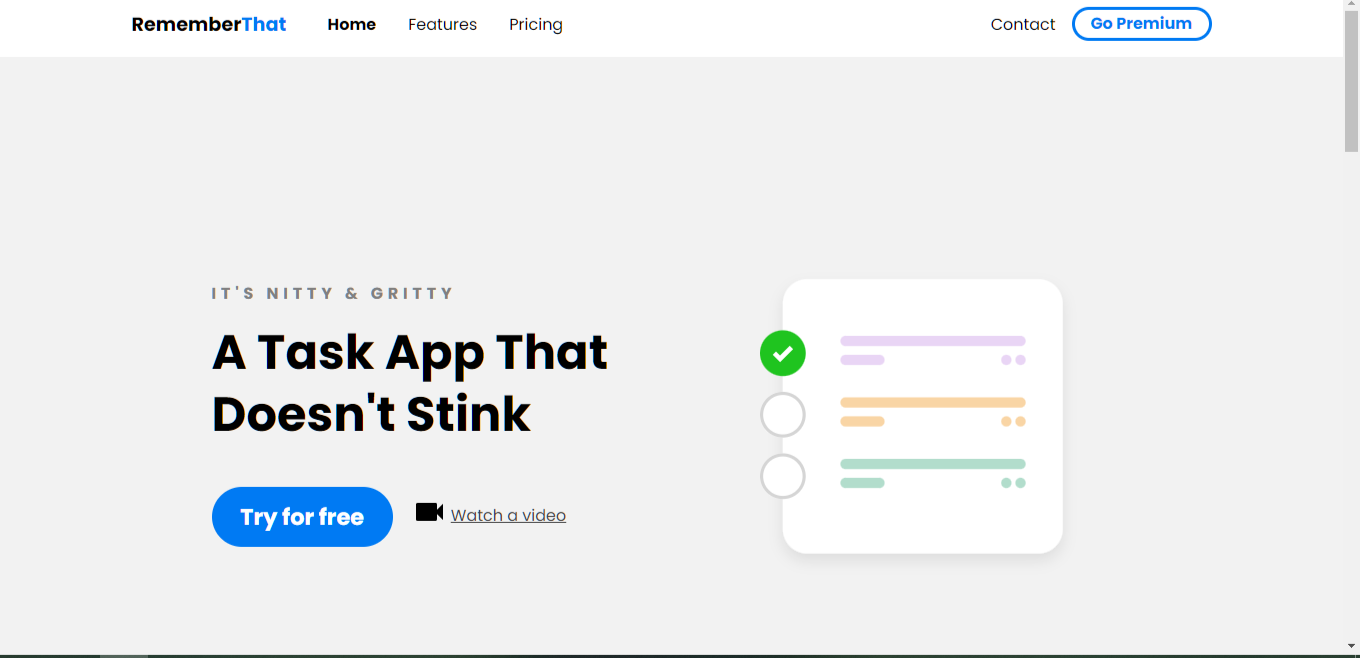 RememberThat Home Features Pricing Contact Go Premium
IT'S NITTY & GRITTY
A Task App That
Doesn't Stink
Try for free Watch a video